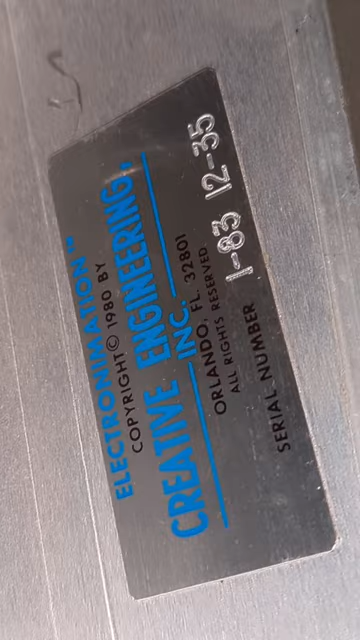 ELECTRONIMATION™
COPYRIGHT© 1980 BY
CREATIVE ENGINEERING,
INC.
ORLANDO, FL. 32801
ALL RIGHTS RESERVED
SERIAL NUMBER 1-83 12-35